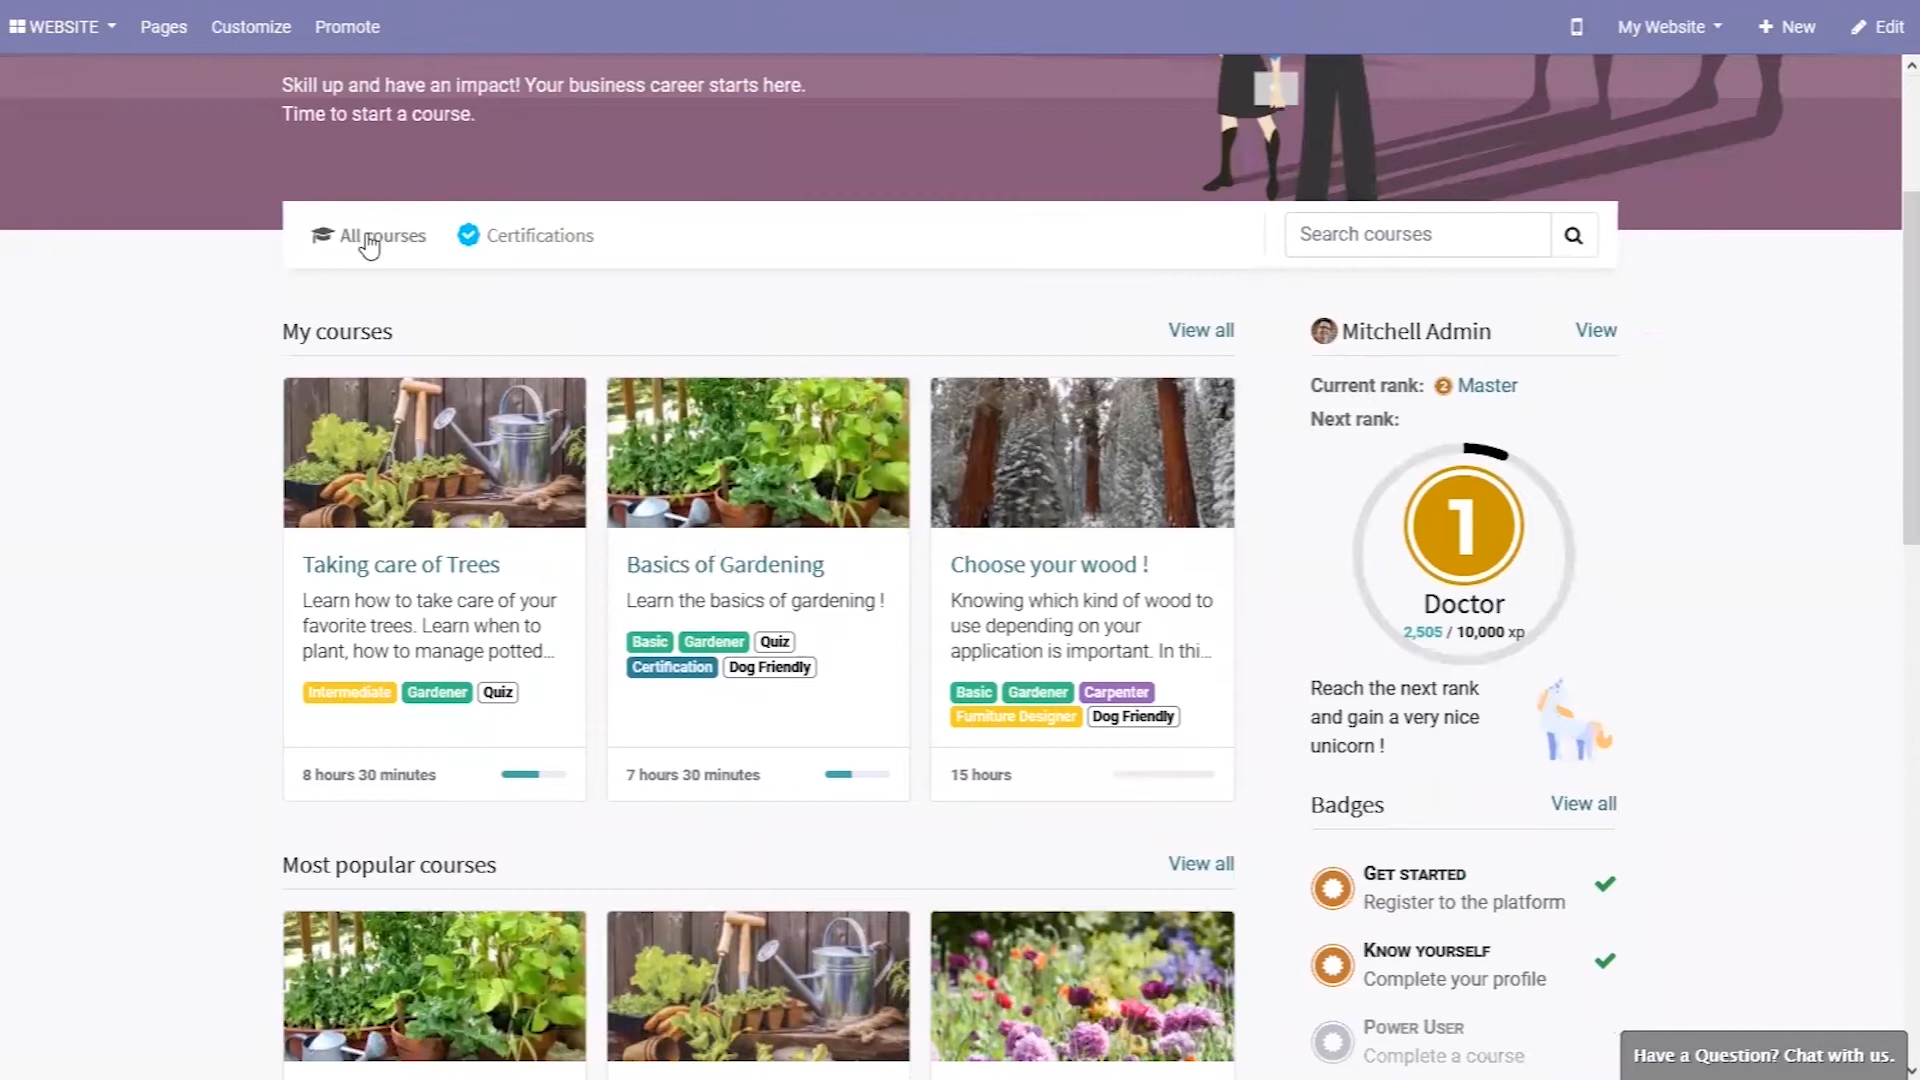 WEBSITE Pages Customize Promote My Website New Edit
Skill up and have an impact! Your business career starts here.
Time to start a course.
All courses Certifications Search courses
My courses View all
Taking care of Trees
Learn how to take care of your
favorite trees. Learn when to
plant, how to manage potted...
Intermediate Gardener Quiz
8 hours 30 minutes
Basics of Gardening
Learn the basics of gardening !
Basic Gardener Quiz
Certification Dog Friendly
7 hours 30 minutes
Choose your wood !
Knowing which kind of wood to
use depending on your
application is important. In thi...
Basic Gardener Carpenter
Furniture Designer Dog Friendly
15 hours
Most popular courses View all
Mitchell Admin View
Current rank: 2 Master
Next rank:
1
Doctor
2,505 / 10,000 xp
Reach the next rank
and gain a very nice
unicorn !
Badges View all
GET STARTED
Register to the platform
KNOW YOURSELF
Complete your profile
POWER USER
Complete a course
Have a Question? Chat with us.